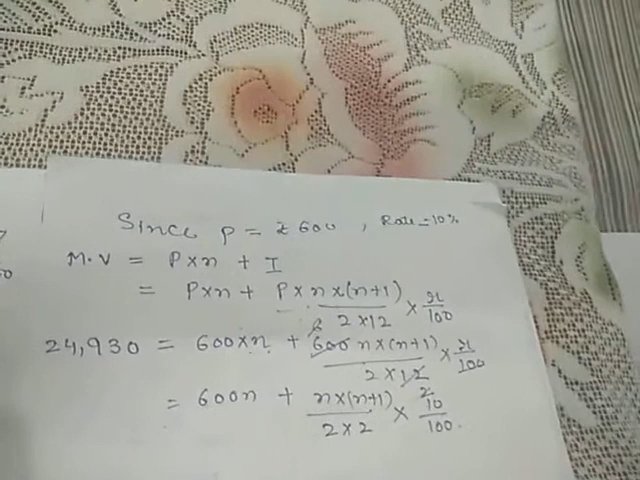 Since P = ₹600, Rate = 10%
M.V = P×n + I
= P×n + P×n×(n+1)/2×12 × r/100
24,930 = 600×n + 600 n×(n+1)/2×12 × r/100
= 600n + n×(n+1)/2×2 × 10/100.